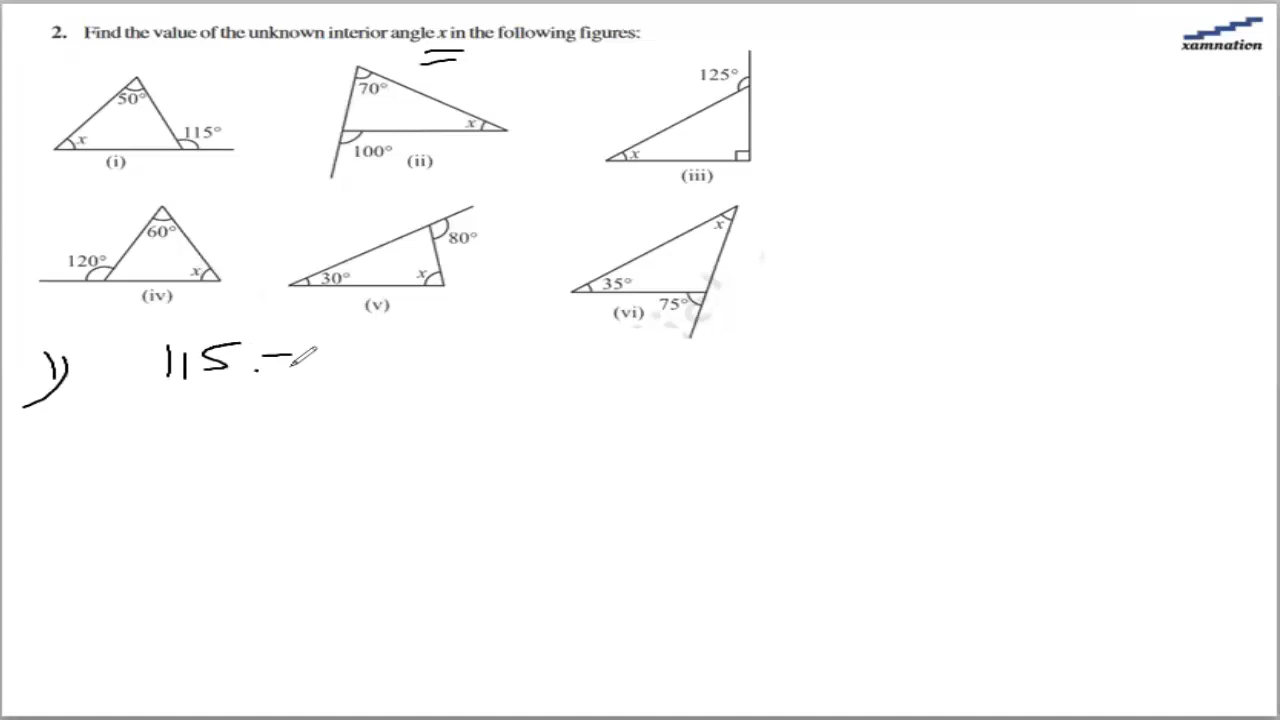 2. Find the value of the unknown interior angle x in the following figures:
xamnation
50°
x
115°
(i)
70°
x
100°
(ii)
125°
x
(iii)
60°
120°
x
(iv)
80°
30°
x
(v)
x
35°
75°
(vi)
1) 115. -